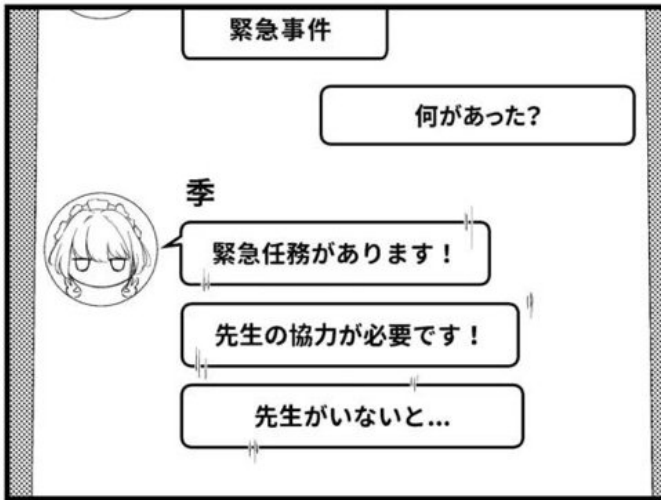 緊急事件
何があった?
季
緊急任務があります!
先生の協力が必要です!
先生がいないと...